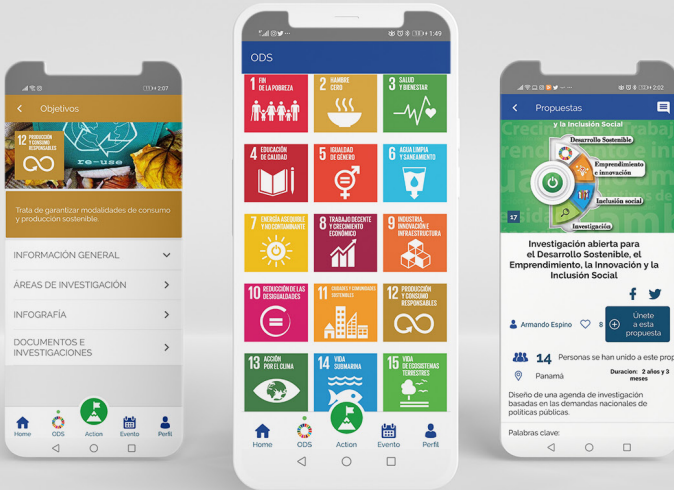 2:07
Objetivos
12 PRODUCCIÓN
Y CONSUMO
RESPONSABLES
re-use
Trata de garantizar modalidades de consumo
y producción sostenible.
INFORMACIÓN GENERAL
ÁREAS DE INVESTIGACIÓN
INFOGRAFÍA
DOCUMENTOS E
INVESTIGACIONES
Home ODS Action Evento Perfil
1:49
ODS
1 FIN
DE LA POBREZA
2 HAMBRE
CERO
3 SALUD
Y BIENESTAR
4 EDUCACIÓN
DE CALIDAD
5 IGUALDAD
DE GÉNERO
6 AGUA LIMPIA
Y SANEAMIENTO
7 ENERGÍA ASEQUIBLE
Y NO CONTAMINANTE
8 TRABAJO DECENTE
Y CRECIMIENTO
ECONÓMICO
9 INDUSTRIA,
INNOVACIÓN E
INFRAESTRUCTURA
10 REDUCCIÓN DE LAS
DESIGUALDADES
11 CIUDADES Y COMUNIDADES
SOSTENIBLES
12 PRODUCCIÓN
Y CONSUMO
RESPONSABLES
13 ACCIÓN
POR EL CLIMA
14 VIDA
SUBMARINA
15 VIDA
DE ECOSISTEMAS
TERRESTRES
Home ODS Action Evento Perfil
2:02
Propuestas
y la Inclusión Social
Desarrollo Sostenible
Emprendimiento
e innovación
Inclusión social
Investigación
17
Investigación abierta para
el Desarrollo Sostenible, el
Emprendimiento, la Innovación y la
Inclusión Social
Armando Espino 8
Únete
a esta
propuesta
14 Personas se han unido a este prop
Panamá
Duracion: 2 años y 3
meses
Diseño de una agenda de investigación
basadas en las demandas nacionales de
políticas públicas.
Palabras clave: